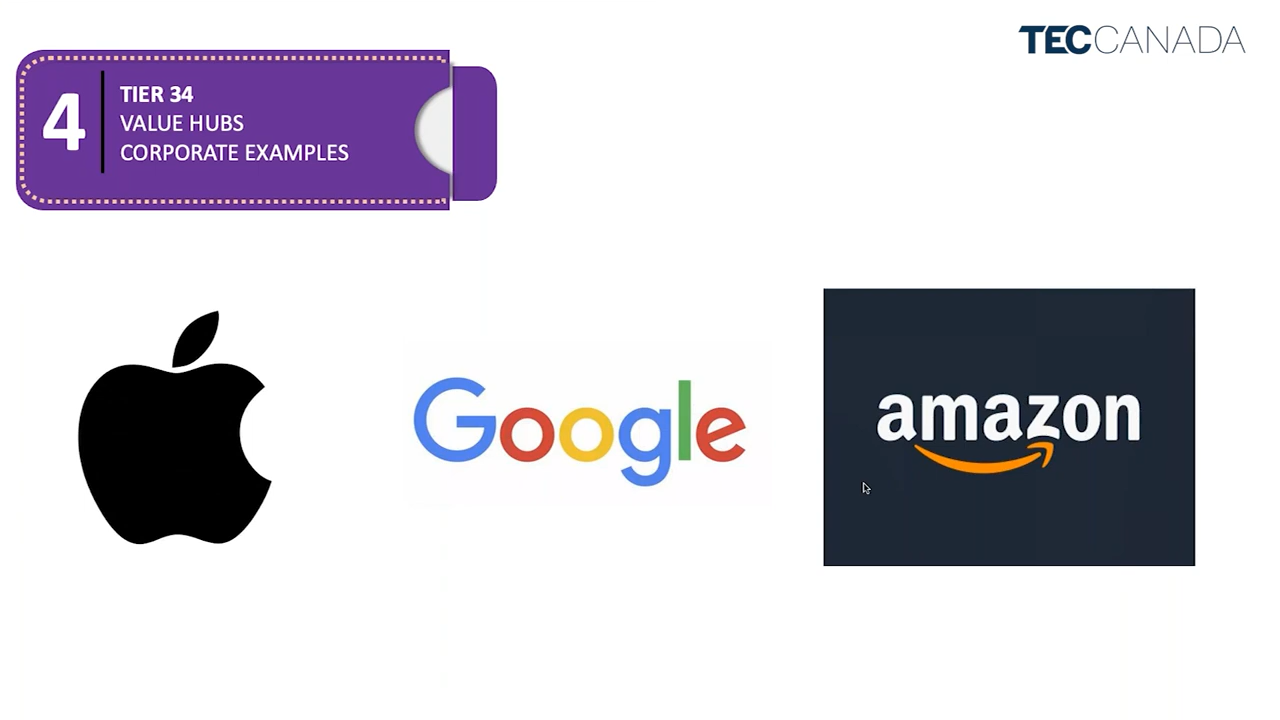 TECCANADA
4
TIER 34
VALUE HUBS
CORPORATE EXAMPLES
Google
amazon